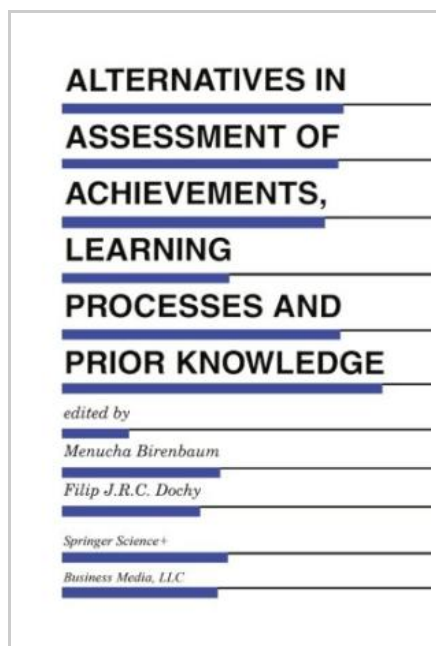 ALTERNATIVES IN
ASSESSMENT OF
ACHIEVEMENTS,
LEARNING
PROCESSES AND
PRIOR KNOWLEDGE
edited by
Menucha Birenbaum
Filip J.R.C. Dochy
Springer Science+
Business Media, LLC